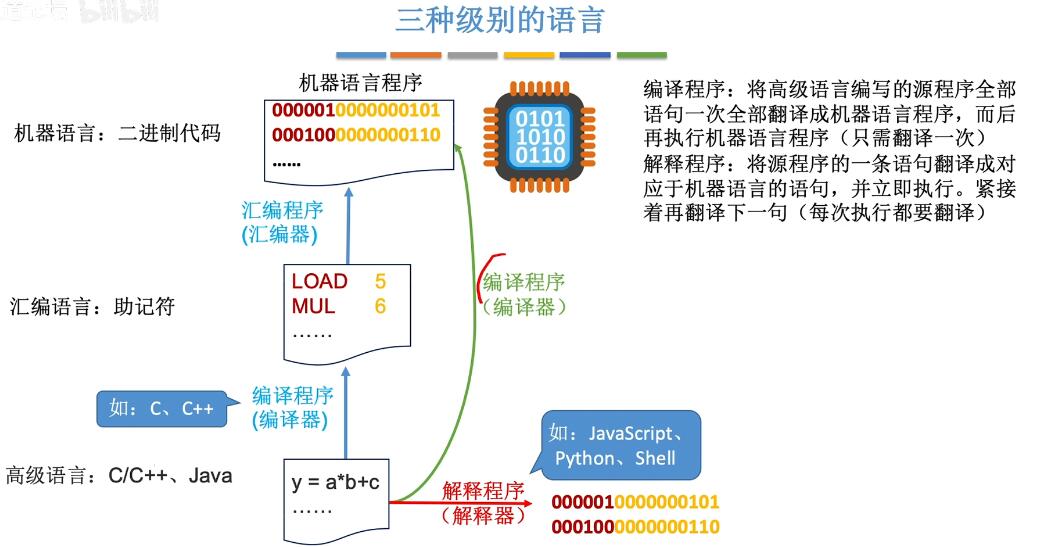 bilibili
三种级别的语言
机器语言程序
机器语言：二进制代码
0000010000000101
0001000000000110
……
0101
1010
0110
编译程序：将高级语言编写的源程序全部
语句一次全部翻译成机器语言程序，而后
再执行机器语言程序（只需翻译一次）
解释程序：将源程序的一条语句翻译成对
应于机器语言的语句，并立即执行。紧接
着再翻译下一句（每次执行都要翻译）
汇编程序
(汇编器)
汇编语言：助记符
LOAD 5
MUL 6
……
编译程序
（编译器）
如：C、C++
编译程序
(编译器)
高级语言：C/C++、Java
y = a*b+c
……
解释程序
（解释器）
如：JavaScript、
Python、Shell
0000010000000101
0001000000000110